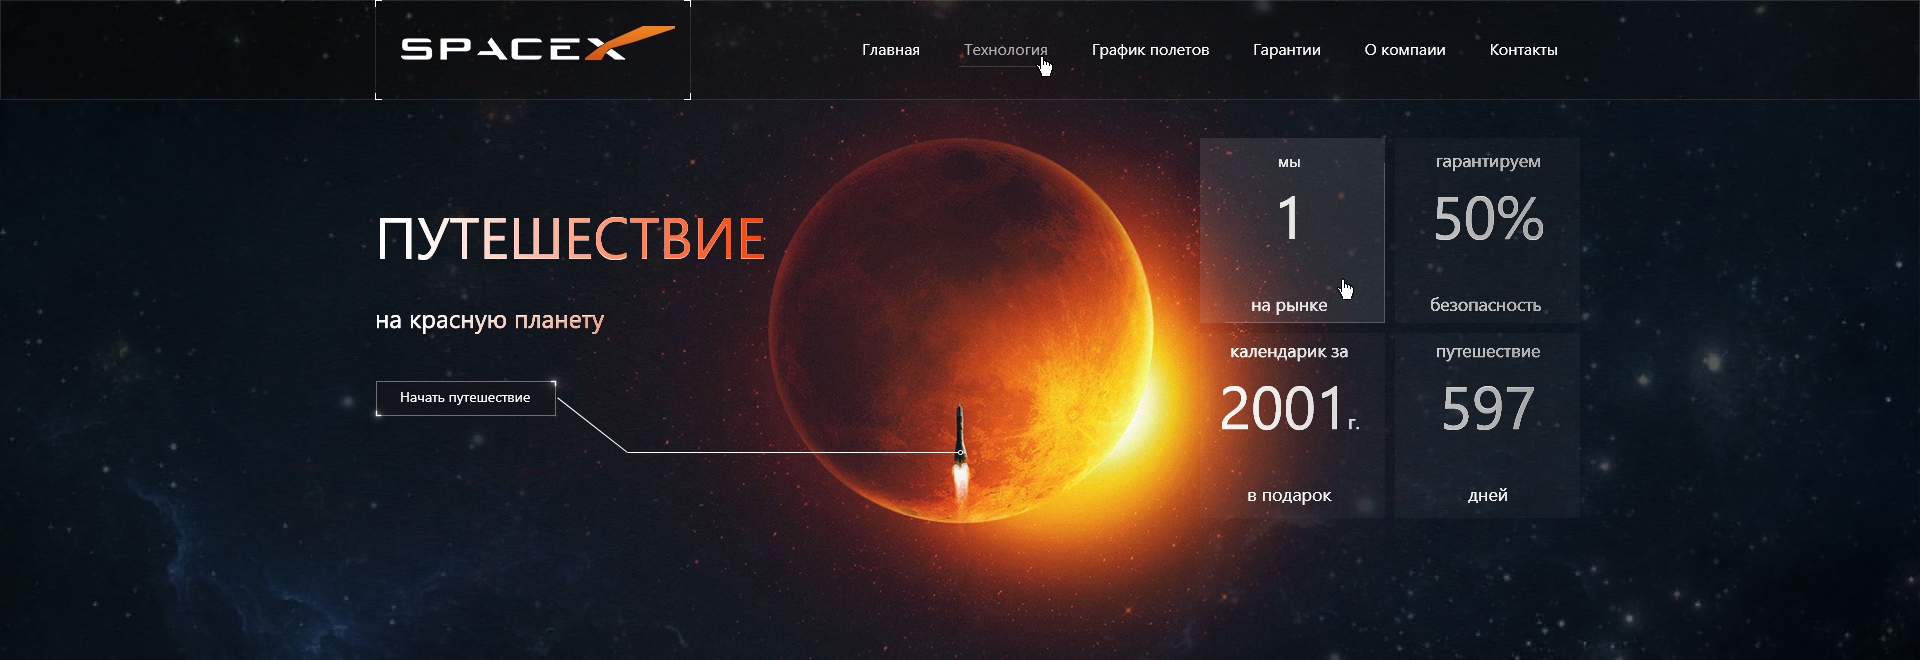 SPACEX
Главная Технология График полетов Гарантии О компаии Контакты
ПУТЕШЕСТВИЕ
на красную планету
Начать путешествие
мы
1
на рынке
гарантируем
50%
безопасность
календарик за
2001г.
в подарок
путешествие
597
дней